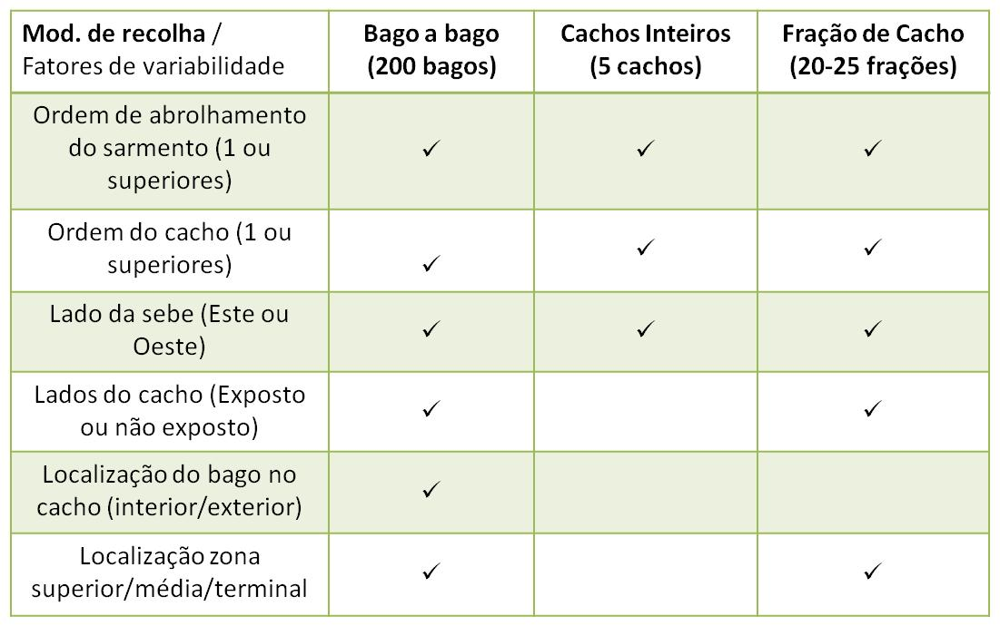 Mod. de recolha /
Fatores de variabilidade
Bago a bago
(200 bagos)
Cachos Inteiros
(5 cachos)
Fração de Cacho
(20-25 frações)
Ordem de abrolhamento
do sarmento (1 ou
superiores)
✓ ✓ ✓
Ordem do cacho (1 ou
superiores)
✓ ✓ ✓
Lado da sebe (Este ou
Oeste)
✓ ✓ ✓
Lados do cacho (Exposto
ou não exposto)
✓ ✓
Localização do bago no
cacho (interior/exterior)
✓
Localização zona
superior/média/terminal
✓ ✓